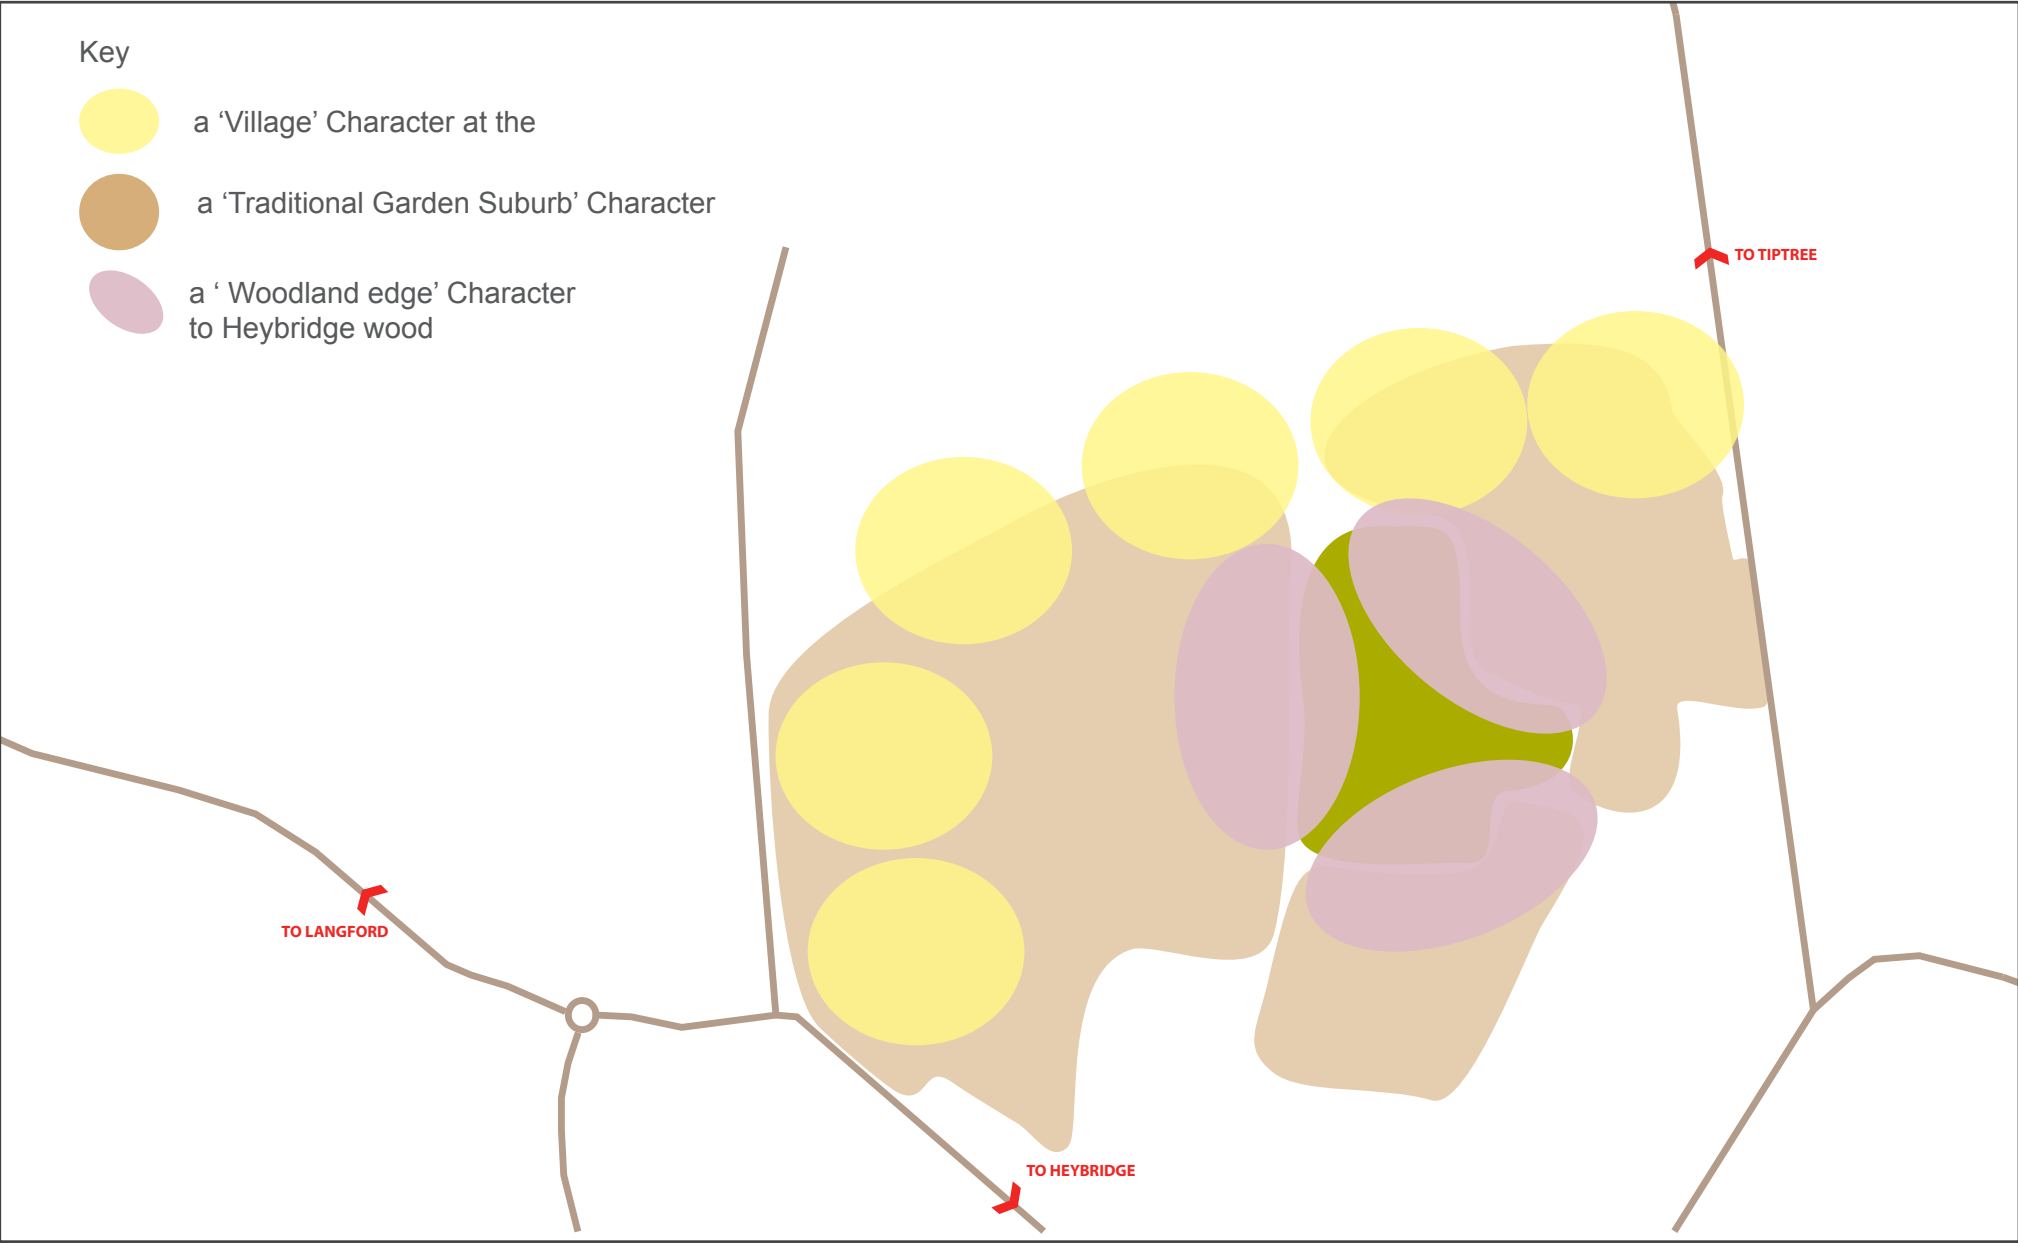 Key
a ‘Village’ Character at the
a ‘Traditional Garden Suburb’ Character
a ‘ Woodland edge’ Character
to Heybridge wood
TO TIPTREE
TO LANGFORD
TO HEYBRIDGE